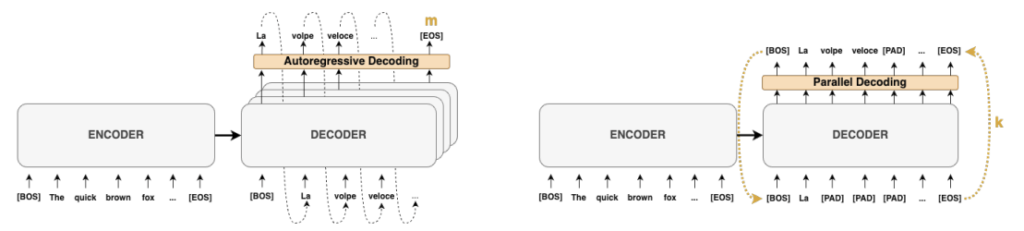 m
La volpe veloce ... [EOS]
Autoregressive Decoding
ENCODER
DECODER
[BOS] The quick brown fox ... [EOS]
[BOS] La volpe veloce ...
[BOS] La volpe veloce [PAD] ... [EOS]
Parallel Decoding
k
ENCODER
DECODER
[BOS] The quick brown fox ... [EOS]
[BOS] La [PAD] [PAD] [PAD] ... [EOS]